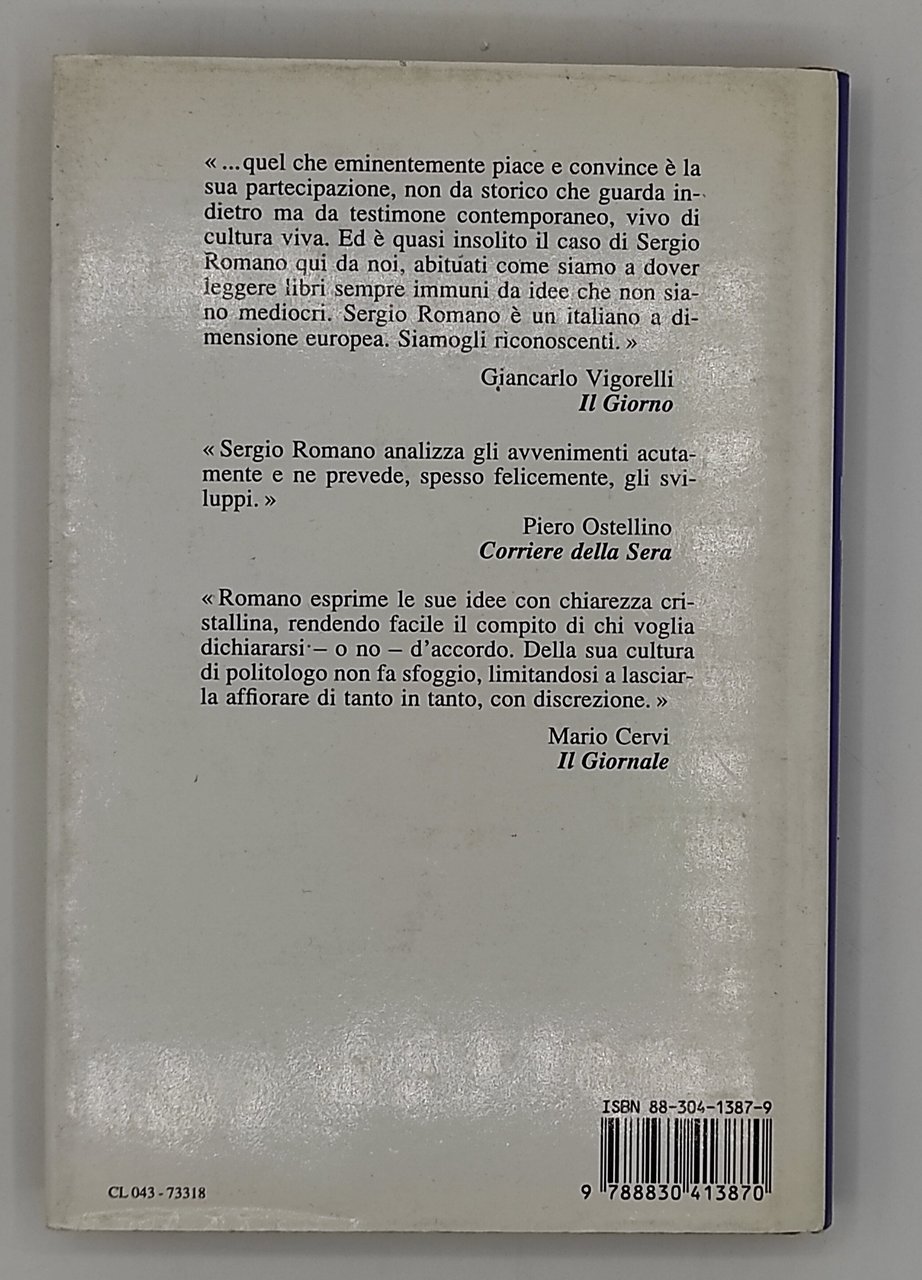 « ...quel che eminentemente piace e convince è la
sua partecipazione, non da storico che guarda in-
dietro ma da testimone contemporaneo, vivo di
cultura viva. Ed è quasi insolito il caso di Sergio
Romano qui da noi, abituati come siamo a dover
leggere libri sempre immuni da idee che non sia-
no mediocri. Sergio Romano è un italiano a di-
mensione europea. Siamogli riconoscenti. »
Giancarlo Vigorelli
Il Giorno
« Sergio Romano analizza gli avvenimenti acuta-
mente e ne prevede, spesso felicemente, gli svi-
luppi. »
Piero Ostellino
Corriere della Sera
« Romano esprime le sue idee con chiarezza cri-
stallina, rendendo facile il compito di chi voglia
dichiararsi – o no – d'accordo. Della sua cultura
di politologo non fa sfoggio, limitandosi a lasciar-
la affiorare di tanto in tanto, con discrezione. »
Mario Cervi
Il Giornale
ISBN 88-304-1387-9
9 788830 413870
CL 043 - 73318